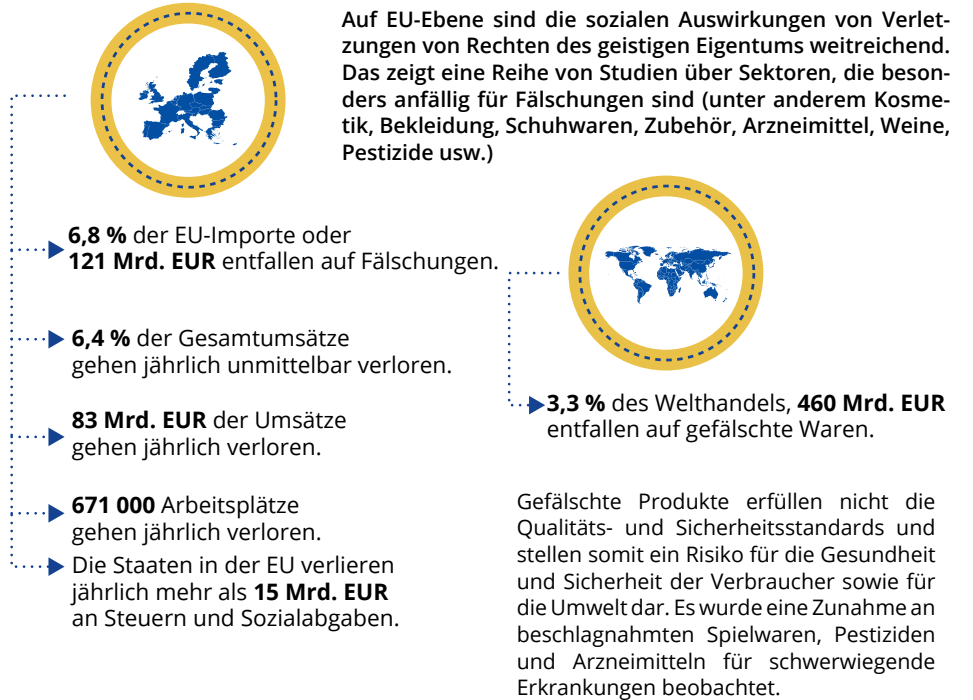 Auf EU-Ebene sind die sozialen Auswirkungen von Verlet-
zungen von Rechten des geistigen Eigentums weitreichend.
Das zeigt eine Reihe von Studien über Sektoren, die beson-
ders anfällig für Fälschungen sind (unter anderem Kosme-
tik, Bekleidung, Schuhwaren, Zubehör, Arzneimittel, Weine,
Pestizide usw.)
6,8 % der EU-Importe oder
121 Mrd. EUR entfallen auf Fälschungen.
6,4 % der Gesamtumsätze
gehen jährlich unmittelbar verloren.
83 Mrd. EUR der Umsätze
gehen jährlich verloren.
671 000 Arbeitsplätze
gehen jährlich verloren.
Die Staaten in der EU verlieren
jährlich mehr als 15 Mrd. EUR
an Steuern und Sozialabgaben.
3,3 % des Welthandels, 460 Mrd. EUR
entfallen auf gefälschte Waren.
Gefälschte Produkte erfüllen nicht die
Qualitäts- und Sicherheitsstandards und
stellen somit ein Risiko für die Gesundheit
und Sicherheit der Verbraucher sowie für
die Umwelt dar. Es wurde eine Zunahme an
beschlagnahmten Spielwaren, Pestiziden
und Arzneimitteln für schwerwiegende
Erkrankungen beobachtet.